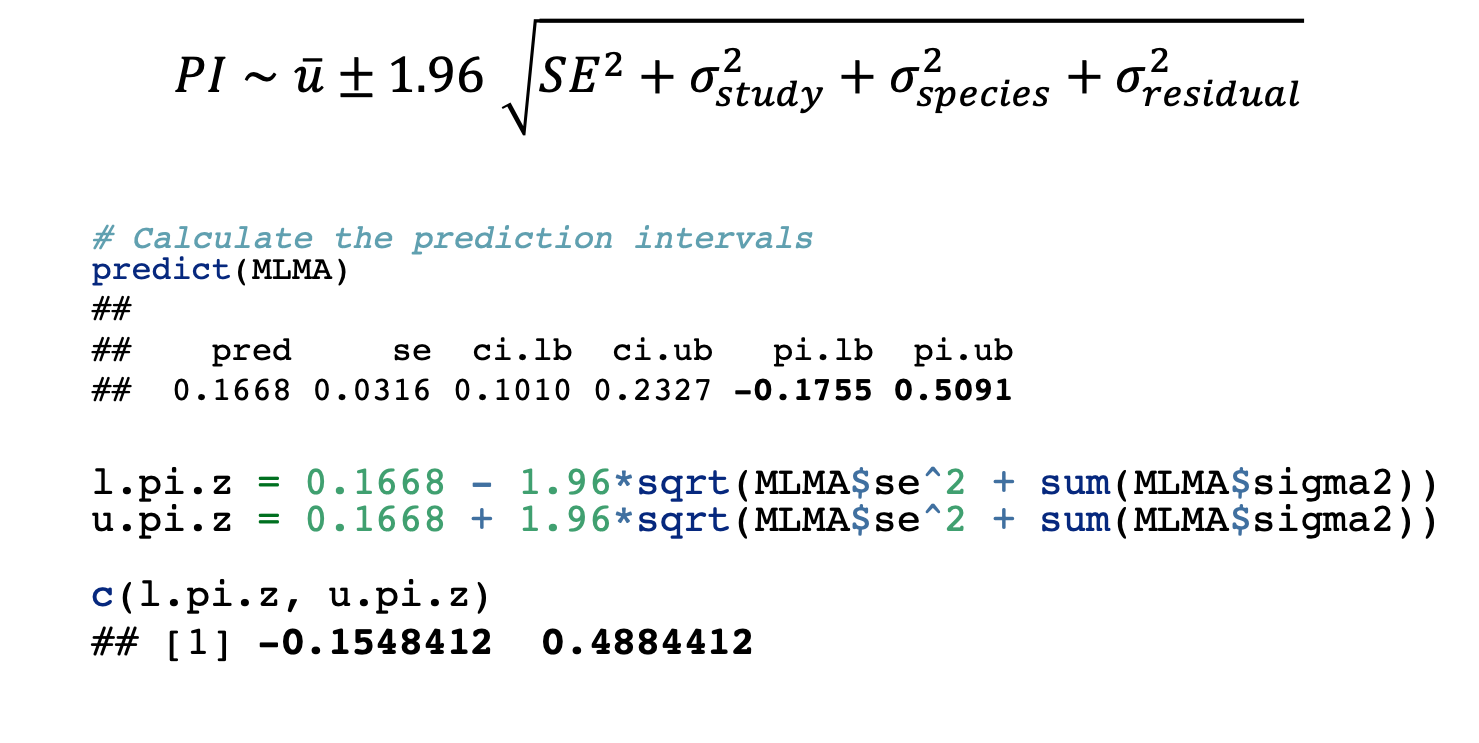 PI ~ ū ± 1.96 √(SE² + σ²study + σ²species + σ²residual)
# Calculate the prediction intervals
predict(MLMA)
##
##    pred     se  ci.lb  ci.ub   pi.lb  pi.ub
##  0.1668 0.0316 0.1010 0.2327 -0.1755 0.5091
l.pi.z = 0.1668 - 1.96*sqrt(MLMA$se^2 + sum(MLMA$sigma2))
u.pi.z = 0.1668 + 1.96*sqrt(MLMA$se^2 + sum(MLMA$sigma2))
c(l.pi.z, u.pi.z)
## [1] -0.1548412  0.4884412